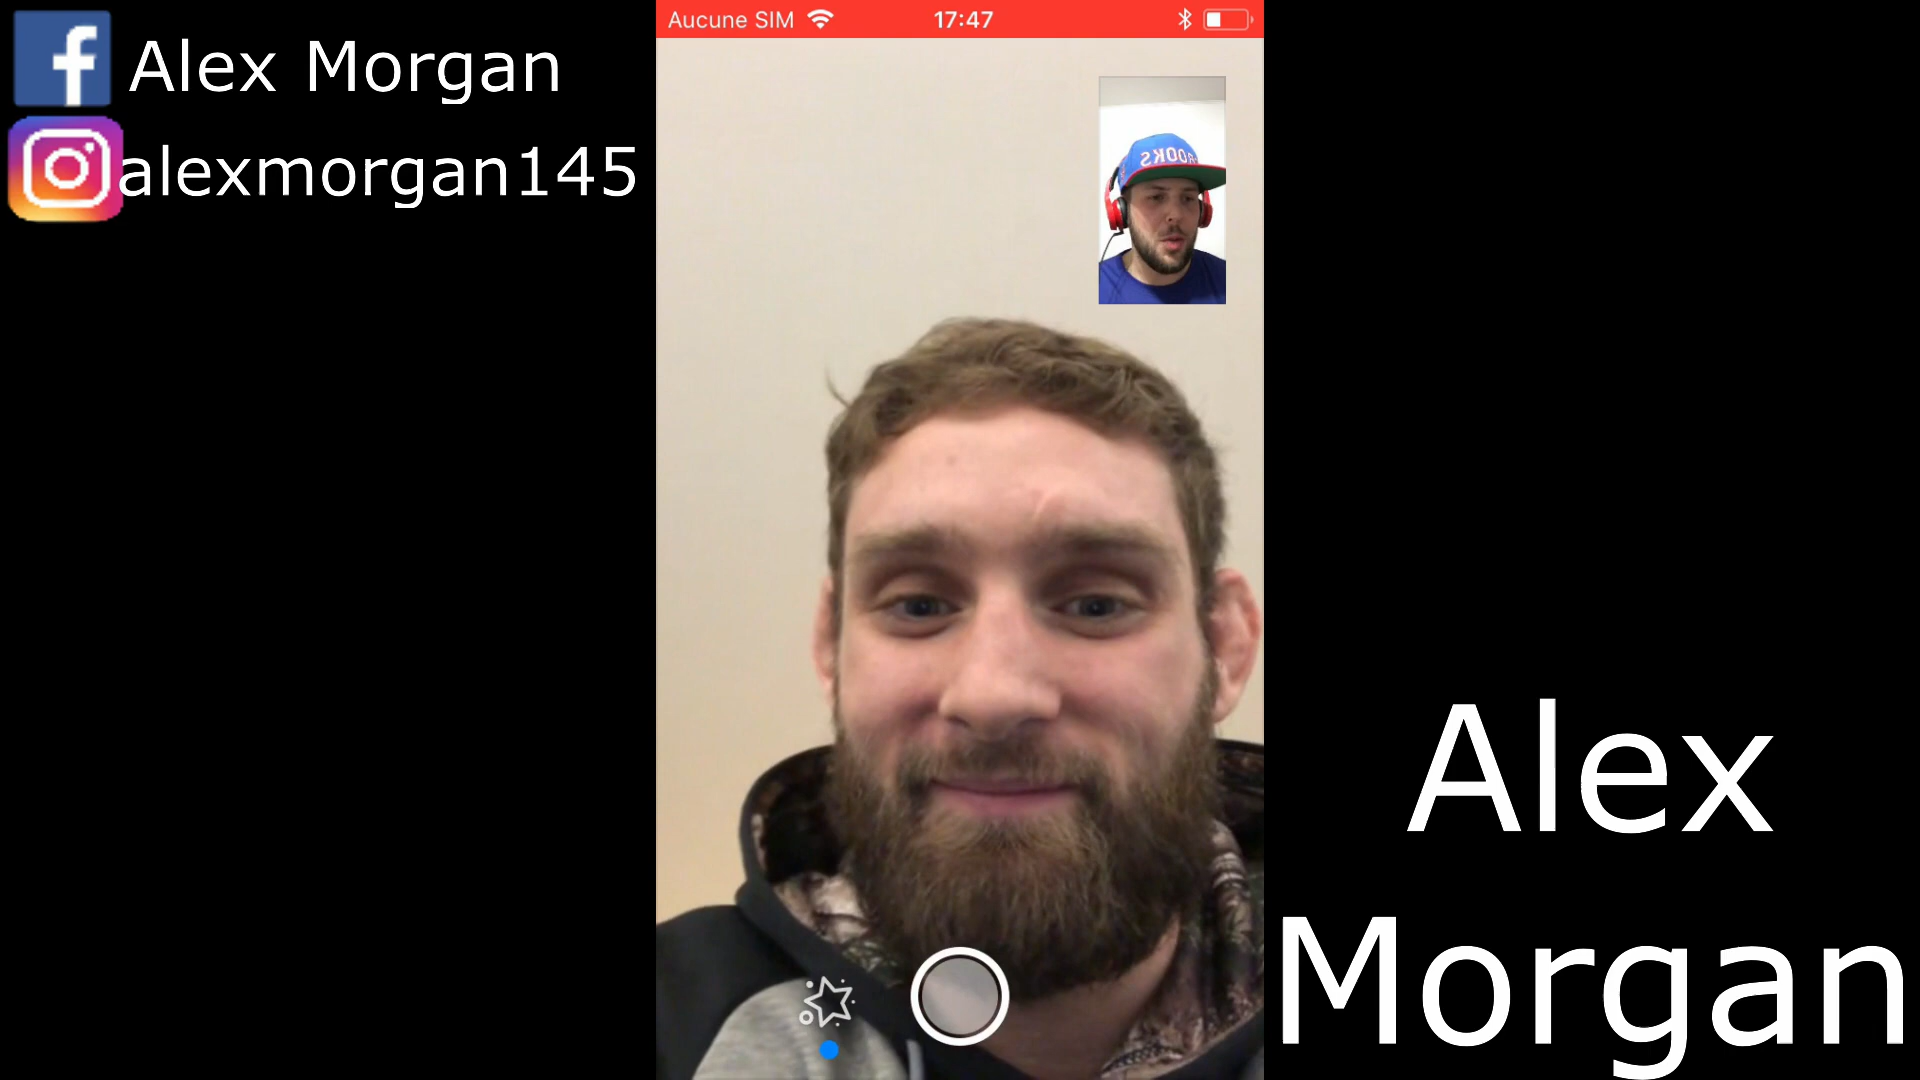 Alex Morgan
alexmorgan145
Aucune SIM 17:47
Alex
Morgan